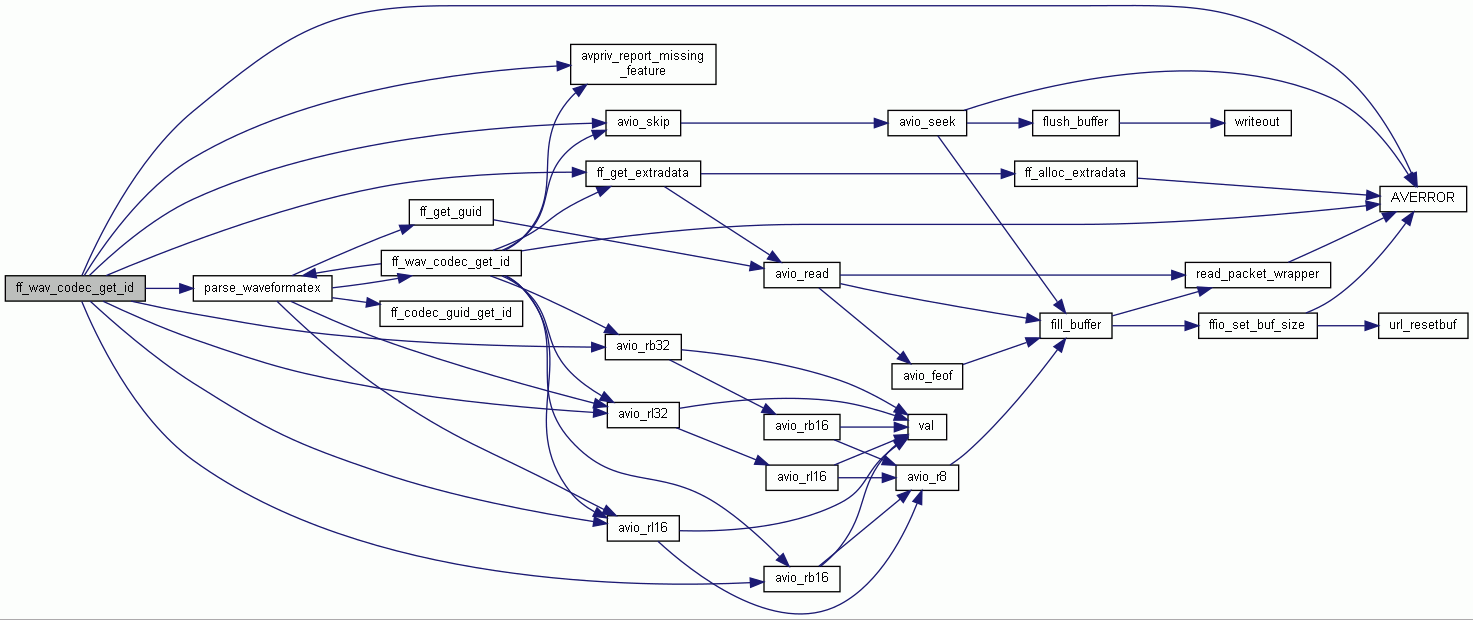 avpriv_report_missing
_feature
avio_skip
avio_seek
flush_buffer
writeout
ff_get_extradata
ff_alloc_extradata
AVERROR
ff_get_guid
ff_wav_codec_get_id
avio_read
read_packet_wrapper
ff_wav_codec_get_id
parse_waveformatex
ff_codec_guid_get_id
fill_buffer
ffio_set_buf_size
url_resetbuf
avio_rb32
avio_feof
avio_rl32
avio_rb16
val
avio_rl16
avio_r8
avio_rl16
avio_rb16